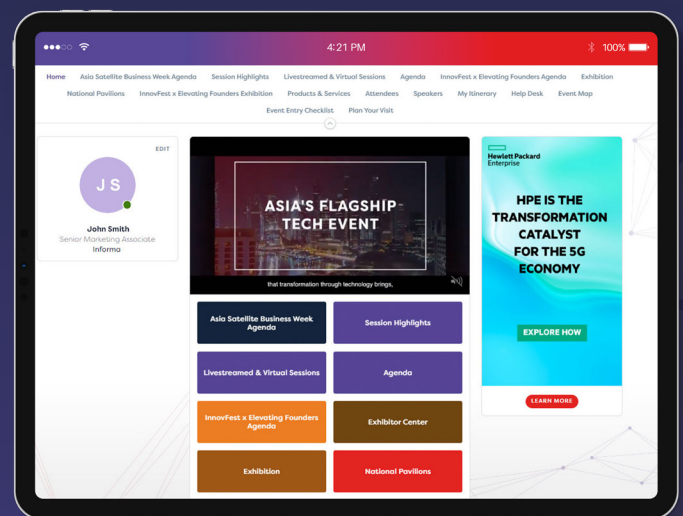 4:21 PM
100%
Home Asia Satellite Business Week Agenda Session Highlights Livestreamed & Virtual Sessions Agenda InnovFest x Elevating Founders Agenda Exhibition
National Pavilions InnovFest x Elevating Founders Exhibition Products & Services Attendees Speakers My Itinerary Help Desk Event Map
Event Entry Checklist Plan Your Visit
EDIT
J S
John Smith
Senior Marketing Associate
Informa
ASIA'S FLAGSHIP
TECH EVENT
that transformation through technology brings,
Asia Satellite Business Week
Agenda
Session Highlights
Livestreamed & Virtual Sessions
Agenda
InnovFest x Elevating Founders
Agenda
Exhibitor Center
Exhibition
National Pavilions
Hewlett Packard
Enterprise
HPE IS THE
TRANSFORMATION
CATALYST
FOR THE 5G
ECONOMY
EXPLORE HOW
LEARN MORE